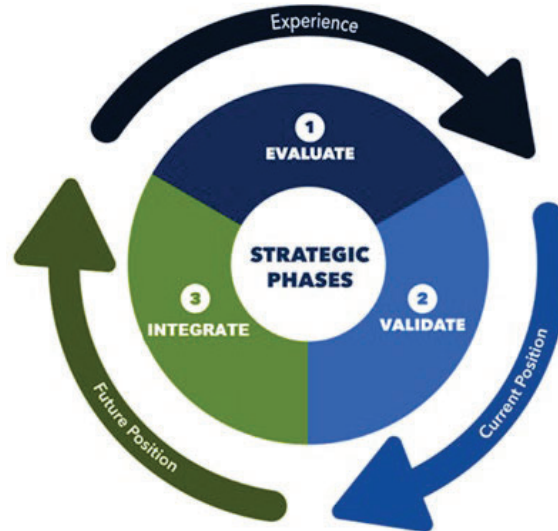 Experience
1
EVALUATE
STRATEGIC
PHASES
2
VALIDATE
3
INTEGRATE
Current Position
Future Position